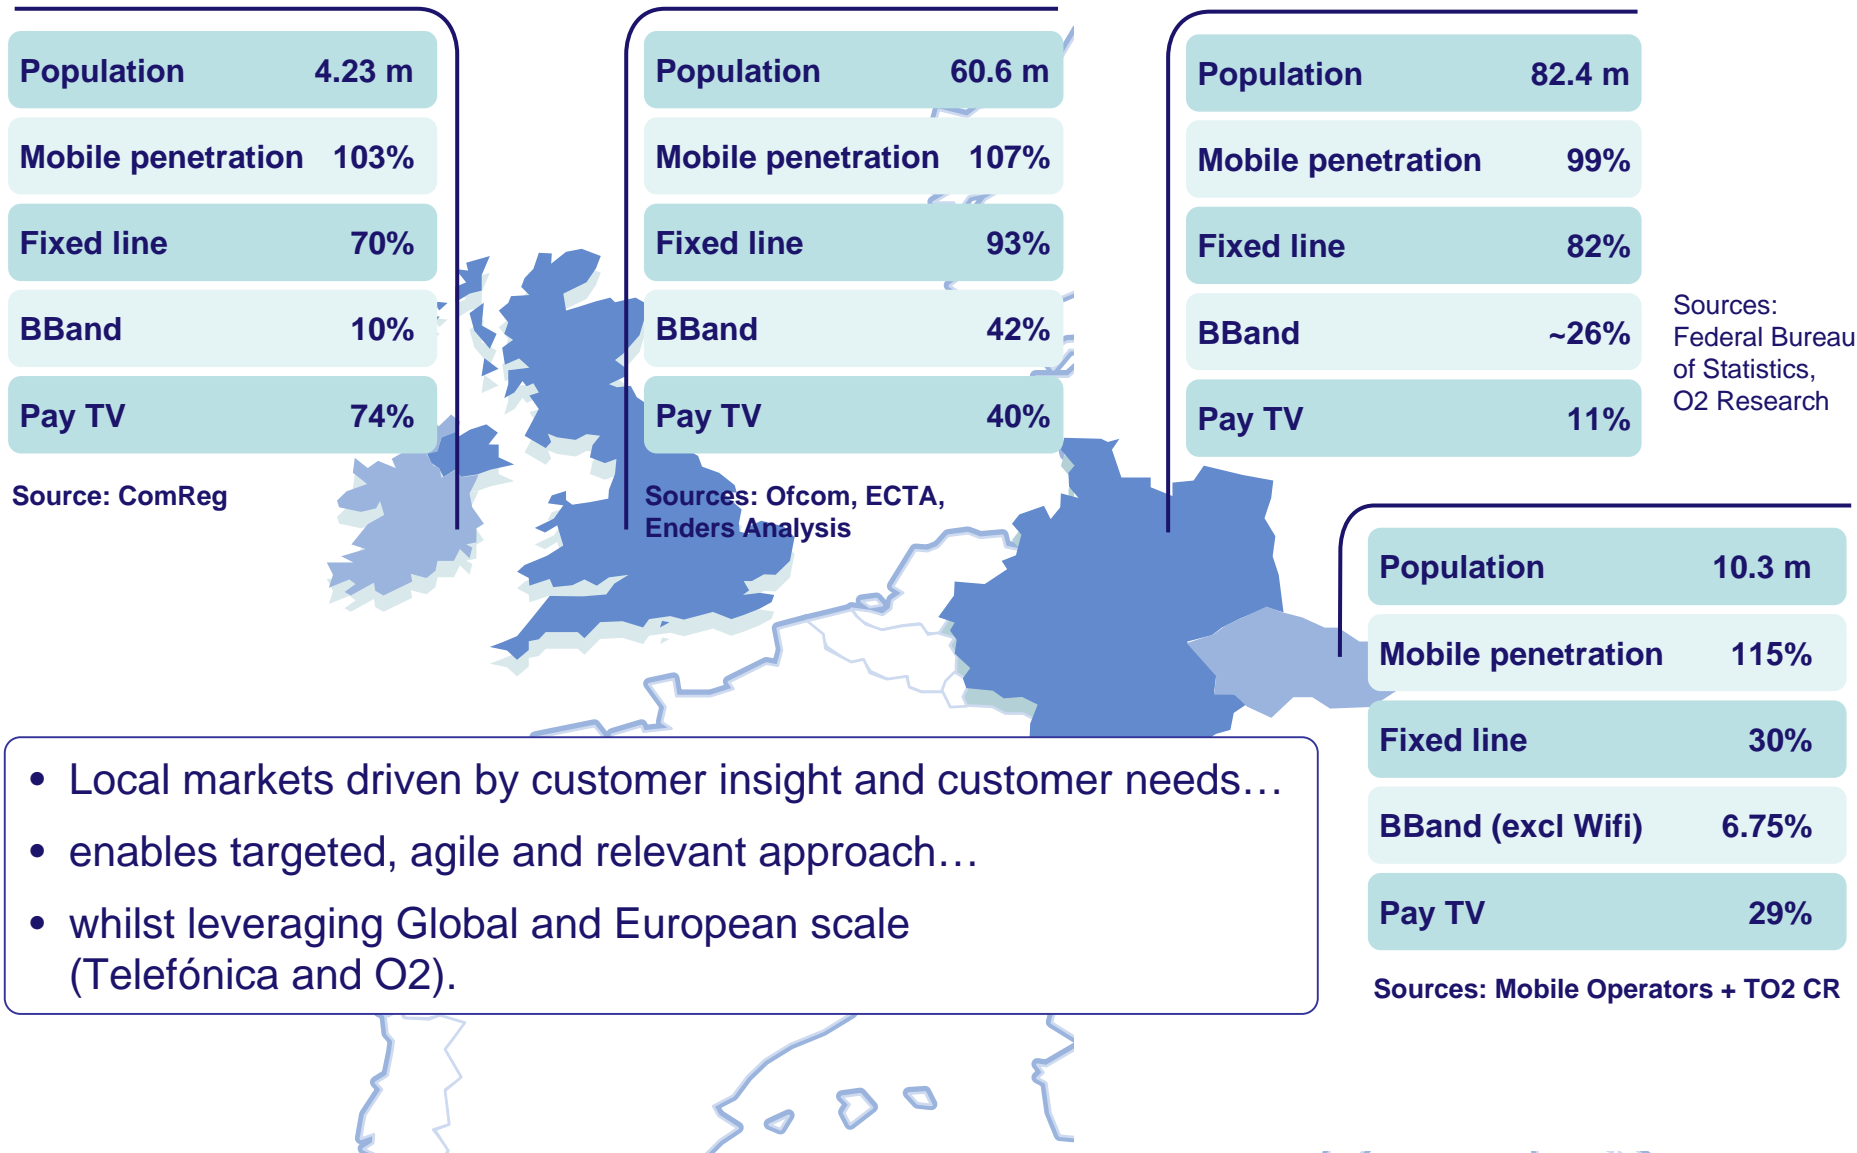 Population 4.23 m
Mobile penetration 103%
Fixed line 70%
BBand 10%
Pay TV 74%
Source: ComReg
Population 60.6 m
Mobile penetration 107%
Fixed line 93%
BBand 42%
Pay TV 40%
Sources: Ofcom, ECTA,
Enders Analysis
Population 82.4 m
Mobile penetration 99%
Fixed line 82%
BBand ~26%
Pay TV 11%
Sources:
Federal Bureau
of Statistics,
O2 Research
Population 10.3 m
Mobile penetration 115%
Fixed line 30%
BBand (excl Wifi) 6.75%
Pay TV 29%
Sources: Mobile Operators + TO2 CR
• Local markets driven by customer insight and customer needs…
• enables targeted, agile and relevant approach…
• whilst leveraging Global and European scale
(Telefónica and O2).